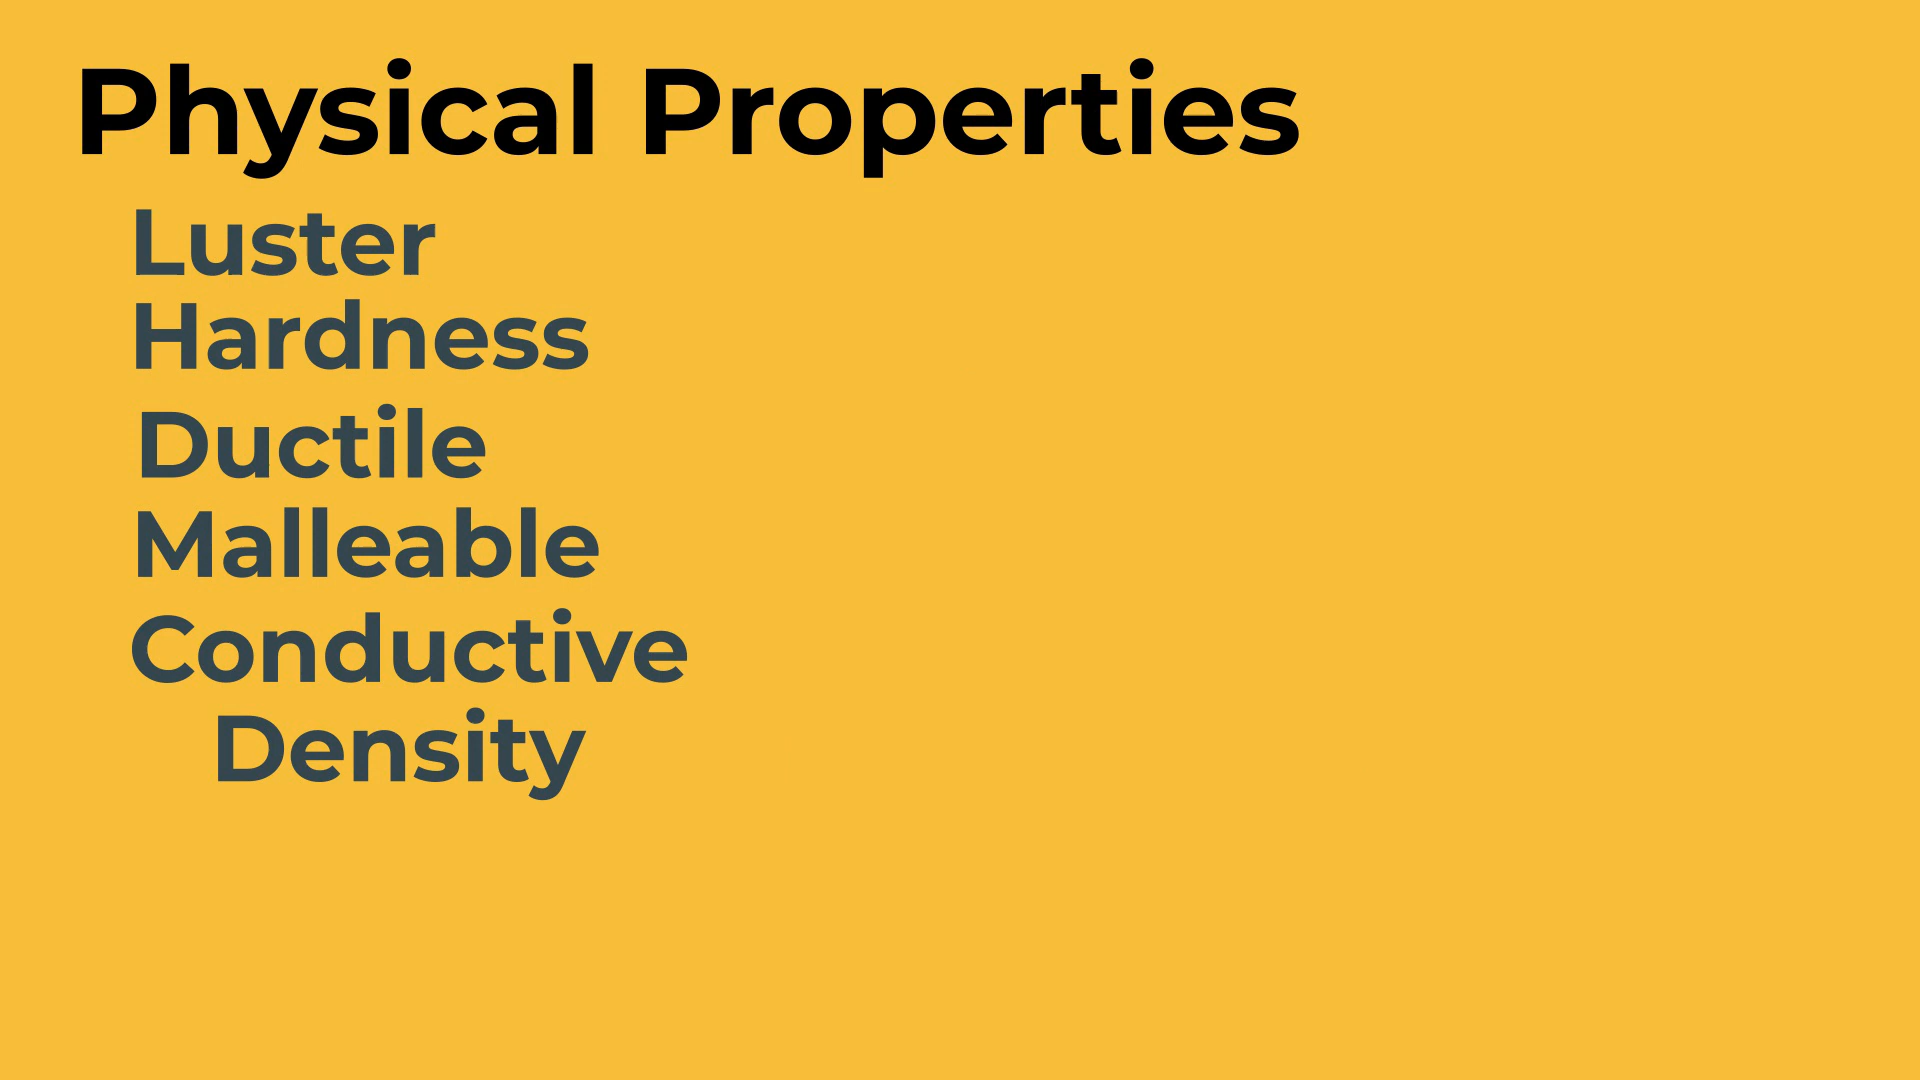 Physical Properties
Luster
Hardness
Ductile
Malleable
Conductive
Density